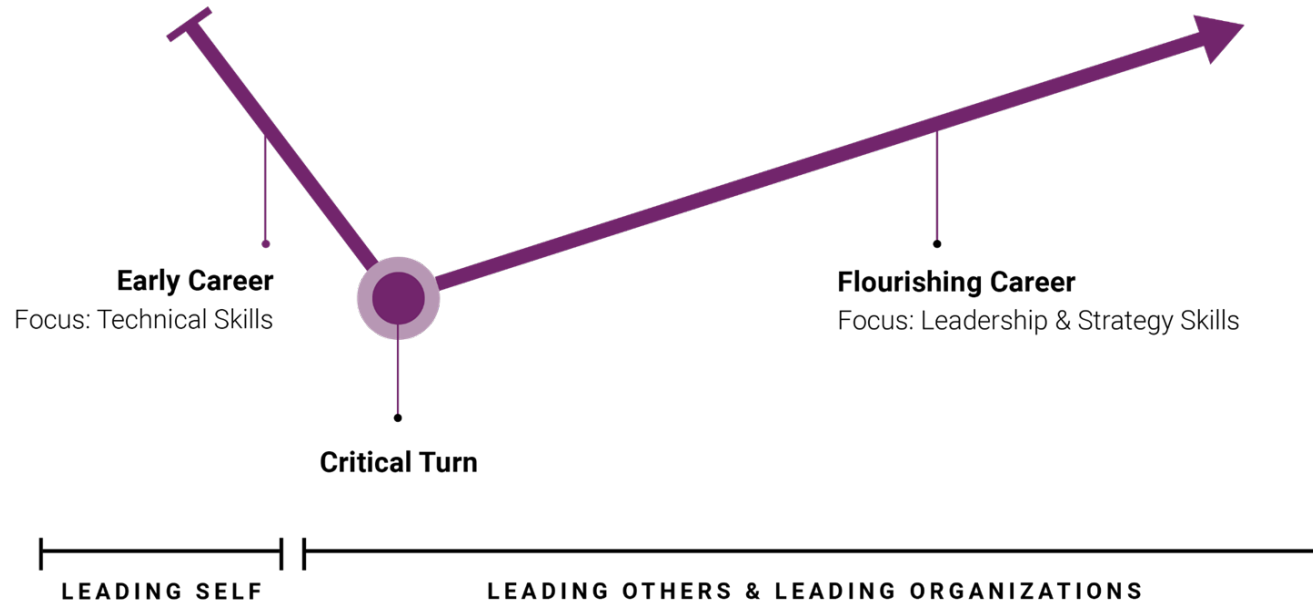 Early Career
Focus: Technical Skills
Flourishing Career
Focus: Leadership & Strategy Skills
Critical Turn
LEADING SELF
LEADING OTHERS & LEADING ORGANIZATIONS